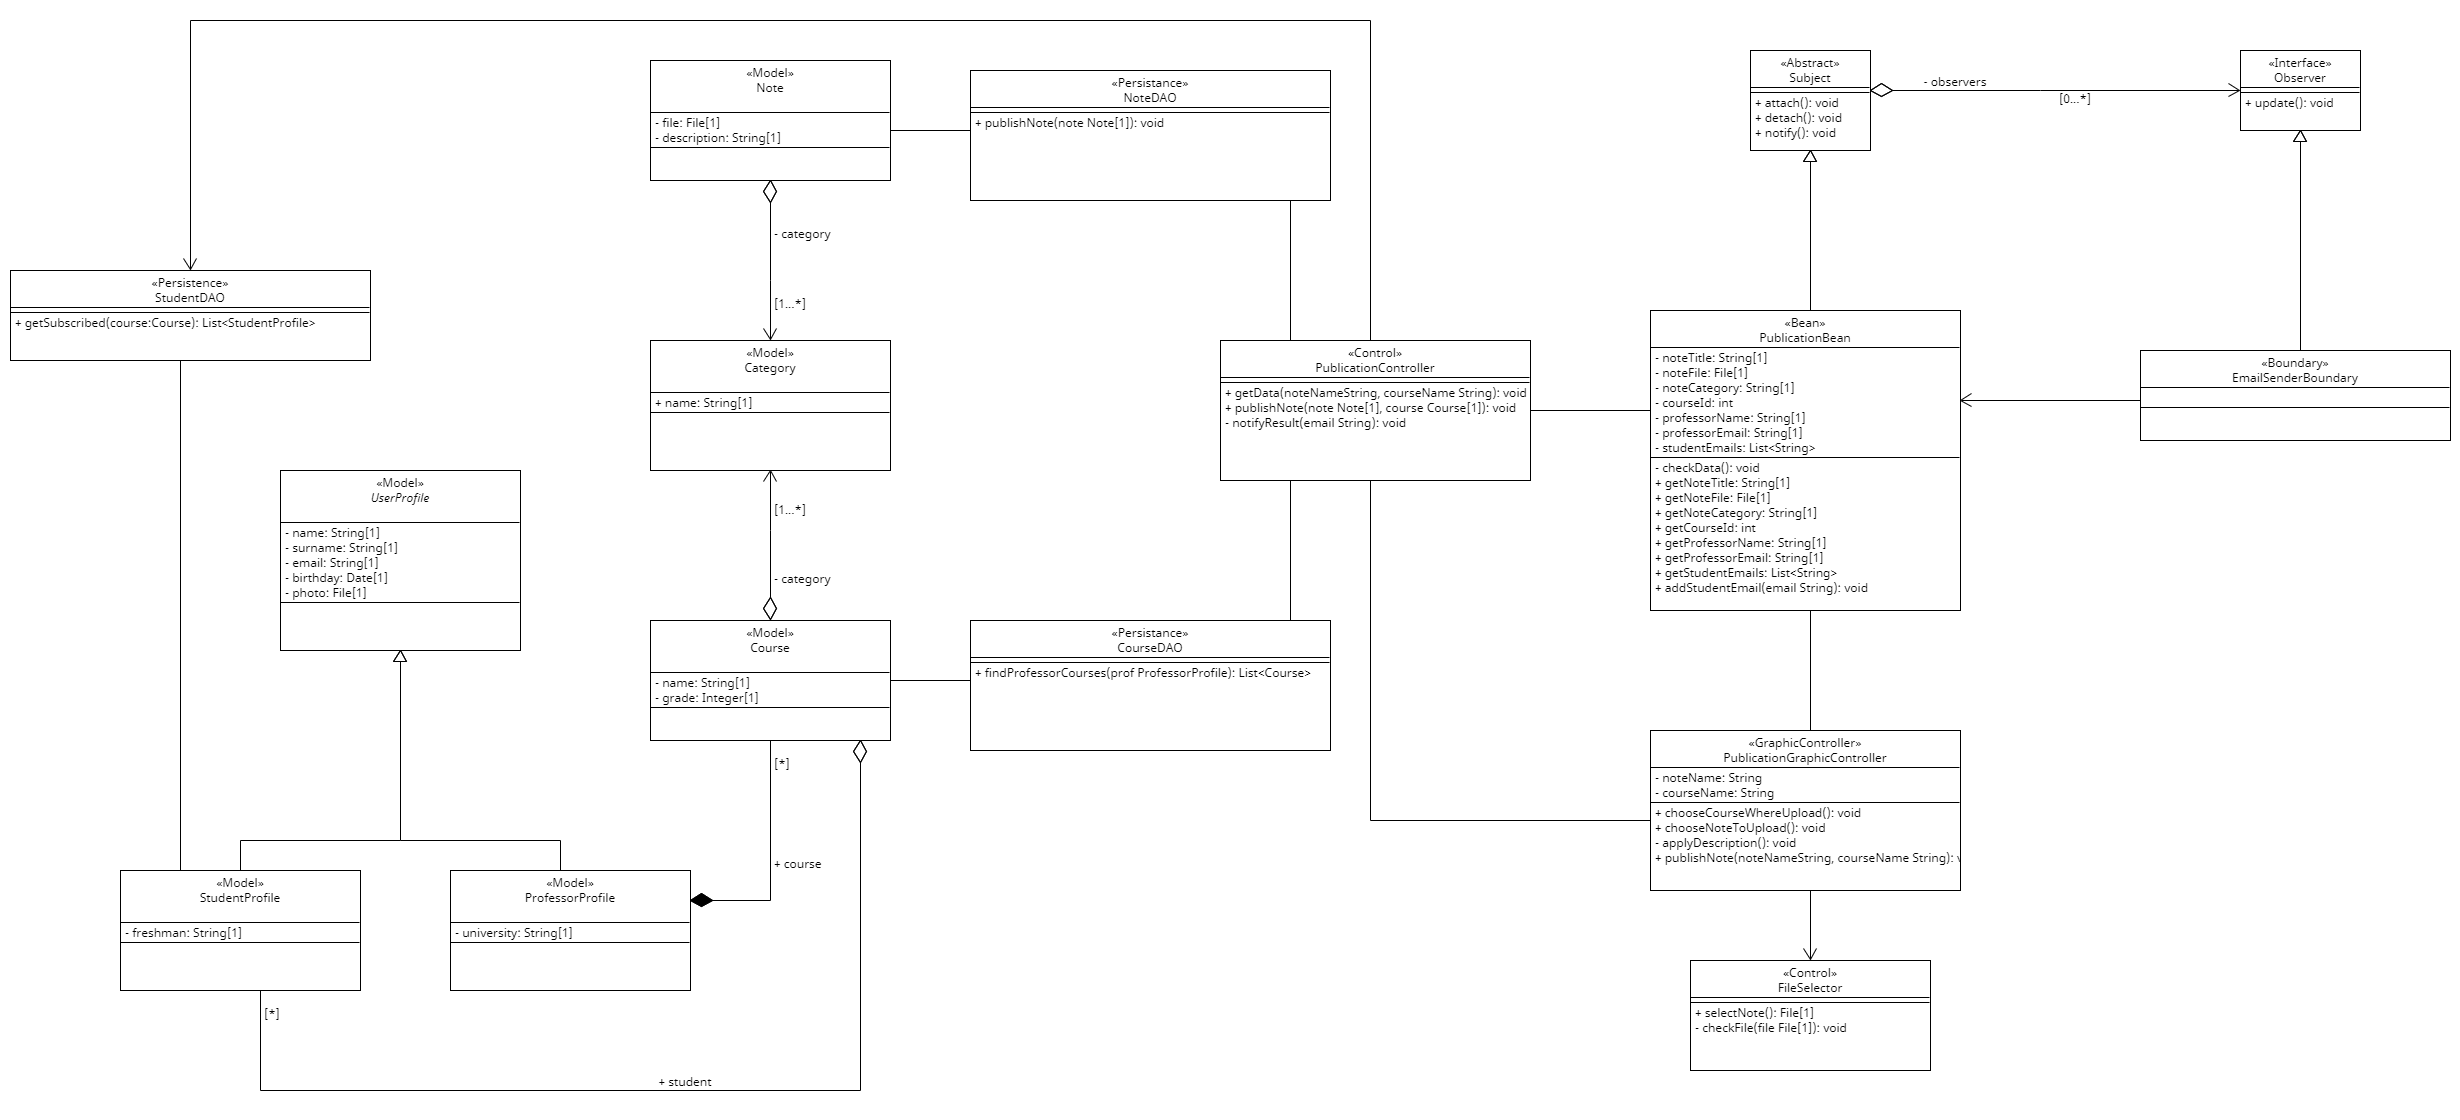 «Abstract»
Subject
+ attach(): void
+ detach(): void
+ notify(): void
- observers
[0...*]
«Interface»
Observer
+ update(): void
«Model»
Note
- file: File[1]
- description: String[1]
«Persistance»
NoteDAO
+ publishNote(note Note[1]): void
- category
[1...*]
«Persistence»
StudentDAO
+ getSubscribed(course:Course): List<StudentProfile>
«Model»
Category
+ name: String[1]
«Control»
PublicationController
+ getData(noteNameString, courseName String): void
+ publishNote(note Note[1], course Course[1]): void
- notifyResult(email String): void
«Bean»
PublicationBean
- noteTitle: String[1]
- noteFile: File[1]
- noteCategory: String[1]
- courseId: int
- professorName: String[1]
- professorEmail: String[1]
- studentEmails: List<String>
- checkData(): void
+ getNoteTitle: String[1]
+ getNoteFile: File[1]
+ getNoteCategory: String[1]
+ getCourseId: int
+ getProfessorName: String[1]
+ getProfessorEmail: String[1]
+ getStudentEmails: List<String>
+ addStudentEmail(email String): void
«Boundary»
EmailSenderBoundary
«Model»
UserProfile
- name: String[1]
- surname: String[1]
- email: String[1]
- birthday: Date[1]
- photo: File[1]
[1...*]
- category
«Model»
Course
- name: String[1]
- grade: Integer[1]
«Persistance»
CourseDAO
+ findProfessorCourses(prof ProfessorProfile): List<Course>
[*]
+ course
«GraphicController»
PublicationGraphicController
- noteName: String
- courseName: String
+ chooseCourseWhereUpload(): void
+ chooseNoteToUpload(): void
- applyDescription(): void
+ publishNote(noteNameString, courseName String):
«Model»
StudentProfile
- freshman: String[1]
«Model»
ProfessorProfile
- university: String[1]
[*]
+ student
«Control»
FileSelector
+ selectNote(): File[1]
- checkFile(file File[1]): void